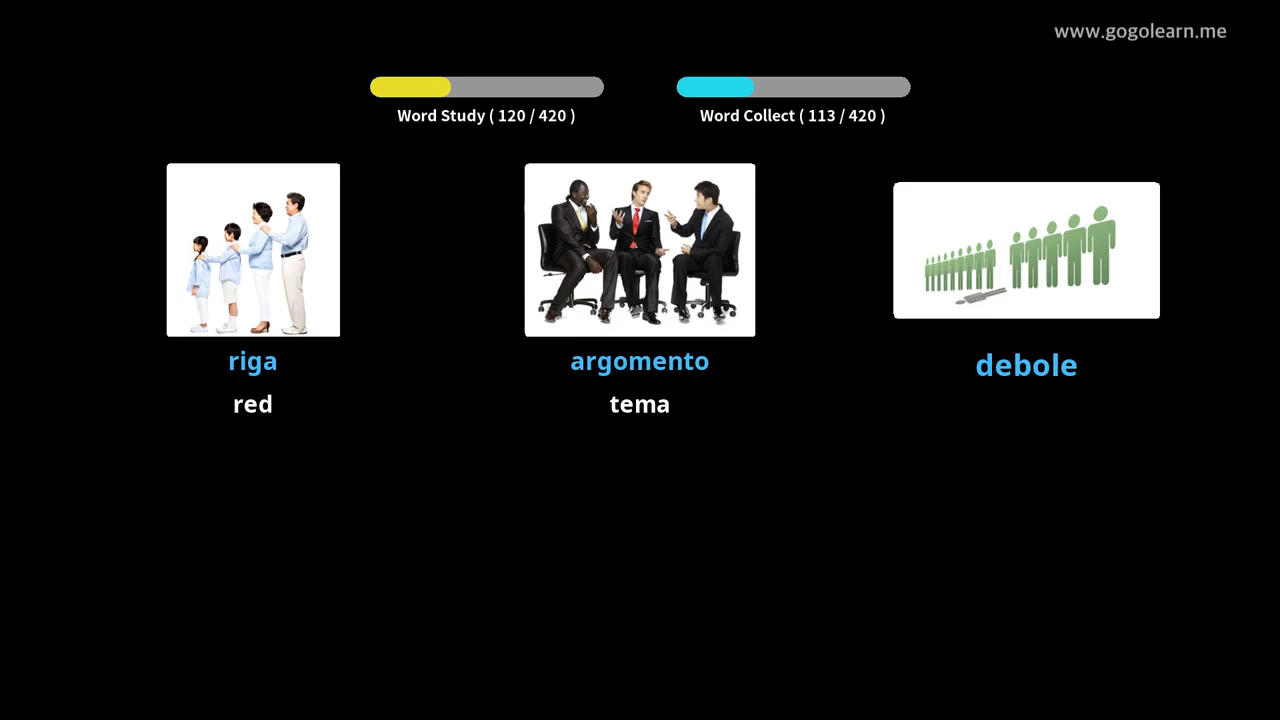 www.gogolearn.me
Word Study ( 120 / 420 )
Word Collect ( 113 / 420 )
riga
argomento
debole
red
tema